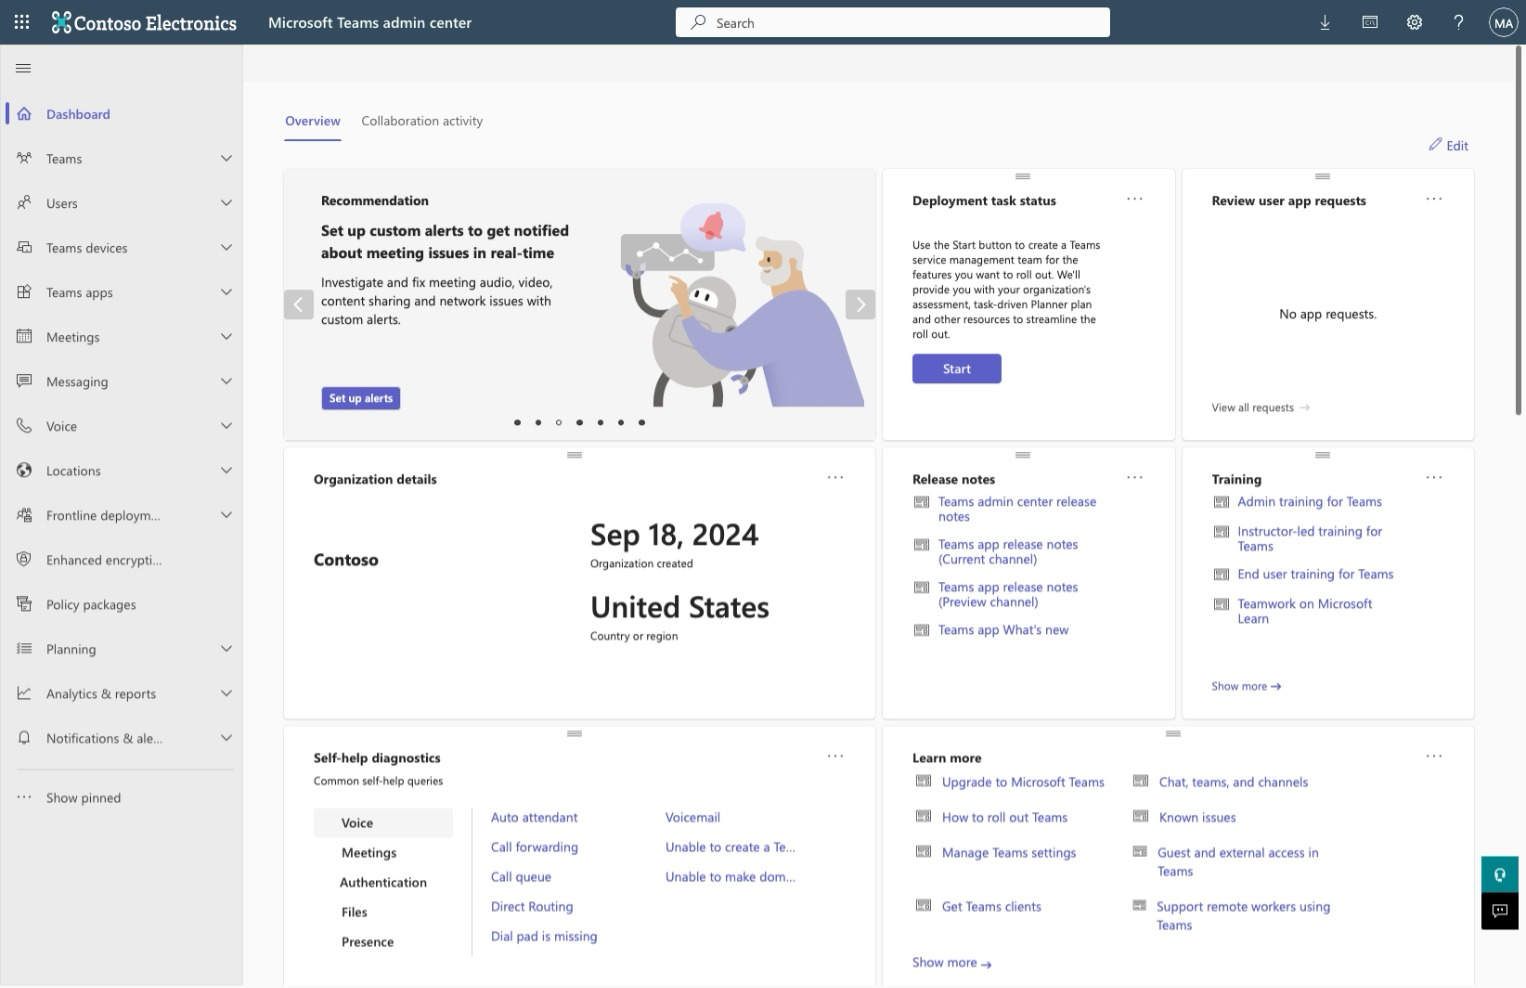 Contoso Electronics
Microsoft Teams admin center
Search
MA
Dashboard
Teams
Users
Teams devices
Teams apps
Meetings
Messaging
Voice
Locations
Frontline deploym...
Enhanced encrypti...
Policy packages
Planning
Analytics & reports
Notifications & ale...
Show pinned
Overview
Collaboration activity
Edit
Recommendation
Set up custom alerts to get notified
about meeting issues in real-time
Investigate and fix meeting audio, video,
content sharing and network issues with
custom alerts.
Set up alerts
Deployment task status
Use the Start button to create a Teams
service management team for the
features you want to roll out. We'll
provide you with your organization's
assessment, task-driven Planner plan
and other resources to streamline the
roll out.
Start
Review user app requests
No app requests.
View all requests
Organization details
Contoso
Sep 18, 2024
Organization created
United States
Country or region
Release notes
Teams admin center release
notes
Teams app release notes
(Current channel)
Teams app release notes
(Preview channel)
Teams app What's new
Training
Admin training for Teams
Instructor-led training for
Teams
End user training for Teams
Teamwork on Microsoft
Learn
Show more
Self-help diagnostics
Common self-help queries
Voice
Meetings
Authentication
Files
Presence
Auto attendant
Call forwarding
Call queue
Direct Routing
Dial pad is missing
Voicemail
Unable to create a Te...
Unable to make dom...
Learn more
Upgrade to Microsoft Teams
How to roll out Teams
Manage Teams settings
Get Teams clients
Chat, teams, and channels
Known issues
Guest and external access in
Teams
Support remote workers using
Teams
Show more